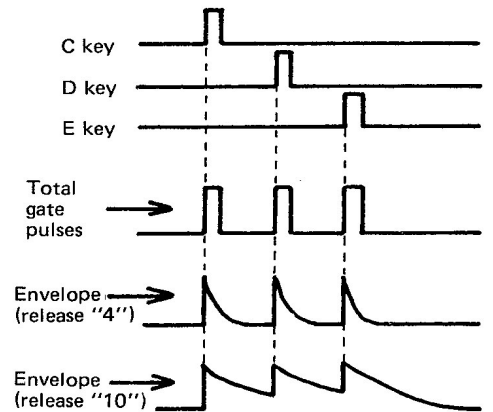 C key
D key
E key
Total
gate
pulses
Envelope
(release "4")
Envelope
(release "10")